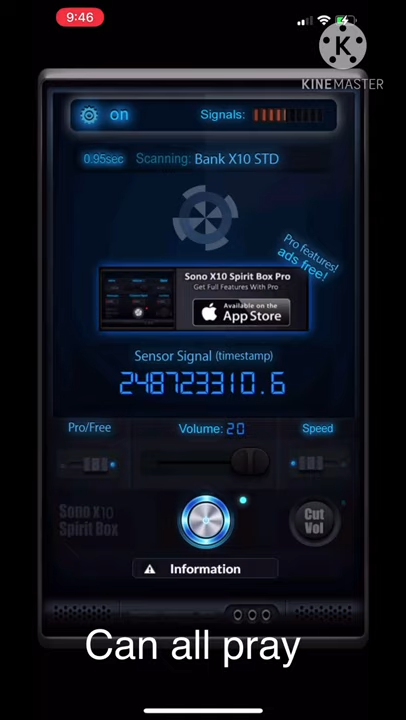 9:46
K
KINEMASTER
on
Signals:
0.95sec Scanning: Bank X10 STD
Pro features!
ads free!
Sono X10 Spirit Box Pro
Get Full Features With Pro
Available on the
App Store
Sensor Signal (timestamp)
248723310.6
Pro/Free
Volume: 20
Speed
Sono X10
Spirit Box
Cut
Vol
Information
Can all pray